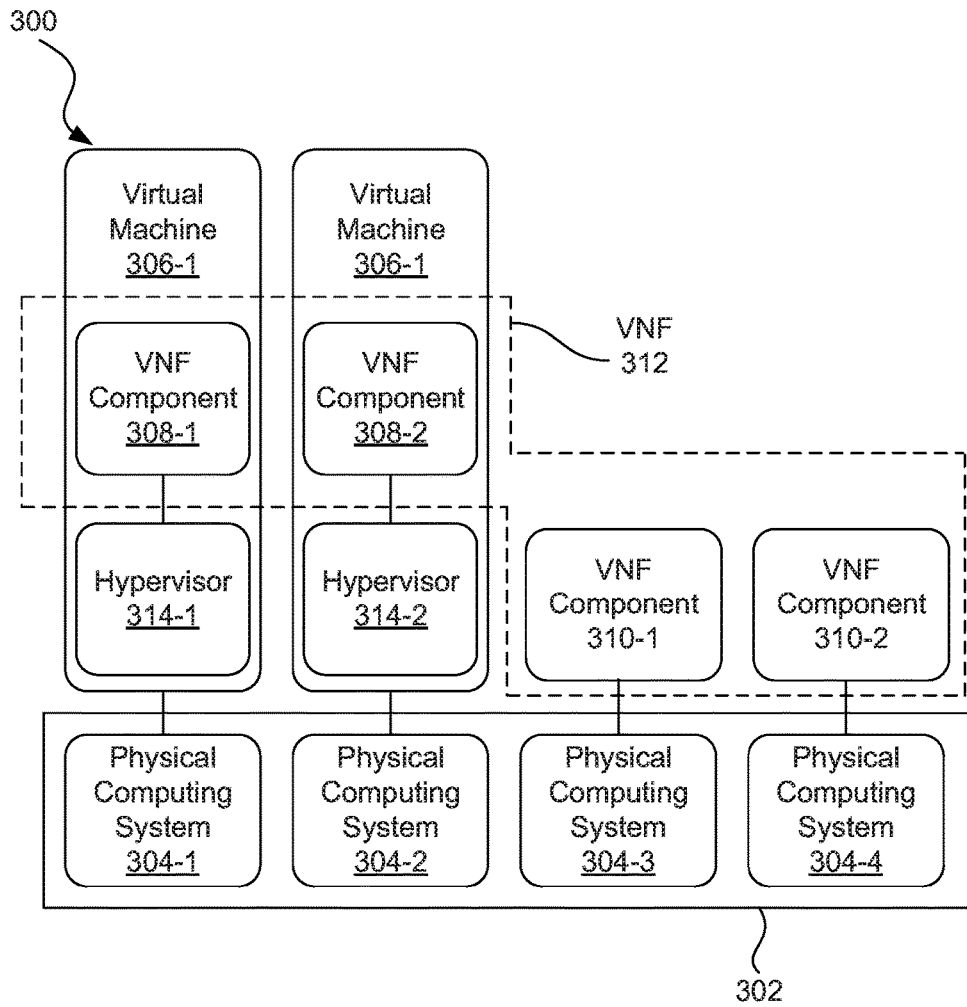 300
Virtual
Machine
306-1
Virtual
Machine
306-1
VNF
Component
308-1
VNF
Component
308-2
VNF
312
Hypervisor
314-1
Hypervisor
314-2
VNF
Component
310-1
VNF
Component
310-2
Physical
Computing
System
304-1
Physical
Computing
System
304-2
Physical
Computing
System
304-3
Physical
Computing
System
304-4
302